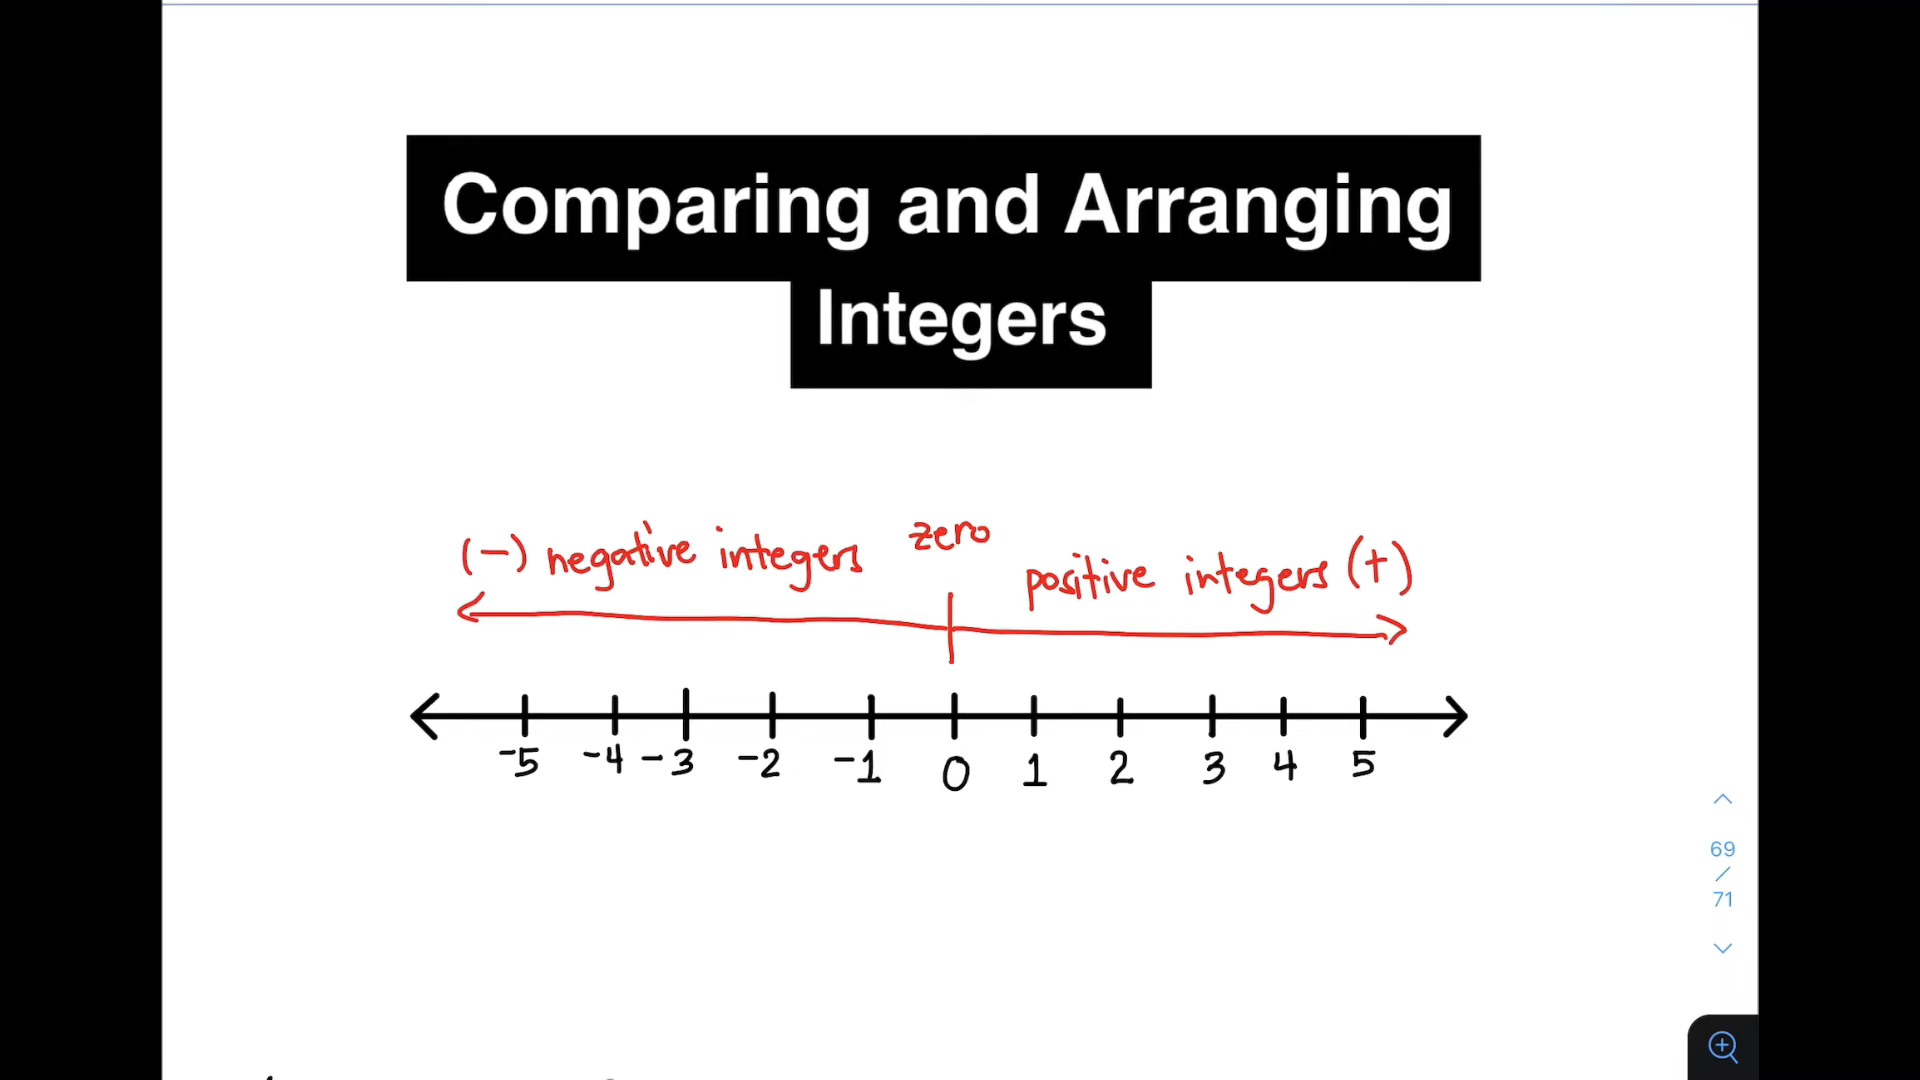 Comparing and Arranging
Integers
(-) negative integers zero positive integers (+)
-5 -4 -3 -2 -1 0 1 2 3 4 5
69
/
71